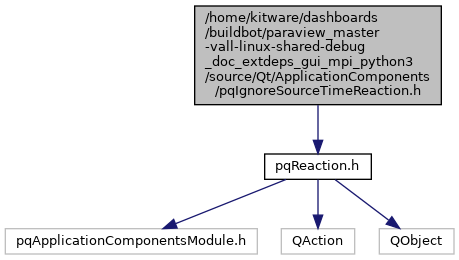 /home/kitware/dashboards
/buildbot/paraview_master
-vall-linux-shared-debug
_doc_extdeps_gui_mpi_python3
/source/Qt/ApplicationComponents
/pqIgnoreSourceTimeReaction.h
pqReaction.h
pqApplicationComponentsModule.h
QAction
QObject